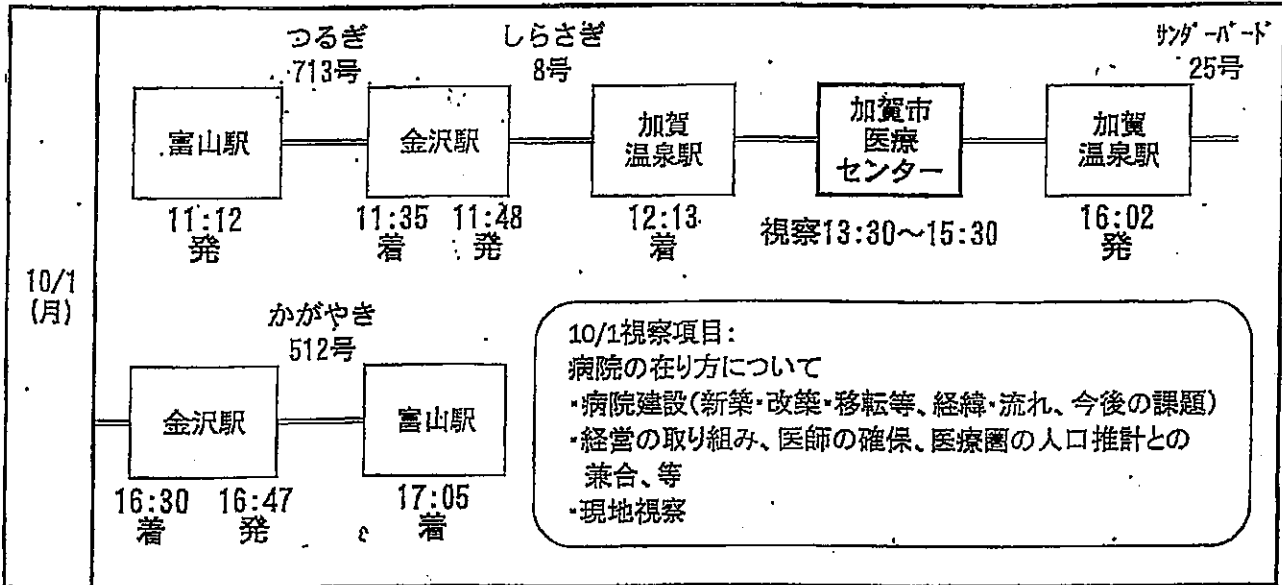 つるぎ
713号
しらさぎ
8号
サンダーバード
25号
富山駅
金沢駅
加賀
温泉駅
加賀市
医療
センター
加賀
温泉駅
11:12
発
11:35
着
11:48
発
12:13
着
視察13:30～15:30
16:02
発
10/1
(月)
かがやき
512号
金沢駅
富山駅
16:30
着
16:47
発
17:05
着
10/1視察項目:
病院の在り方について
・病院建設(新築・改築・移転等、経緯・流れ、今後の課題)
・経営の取り組み、医師の確保、医療圏の人口推計との
兼合、等
・現地視察